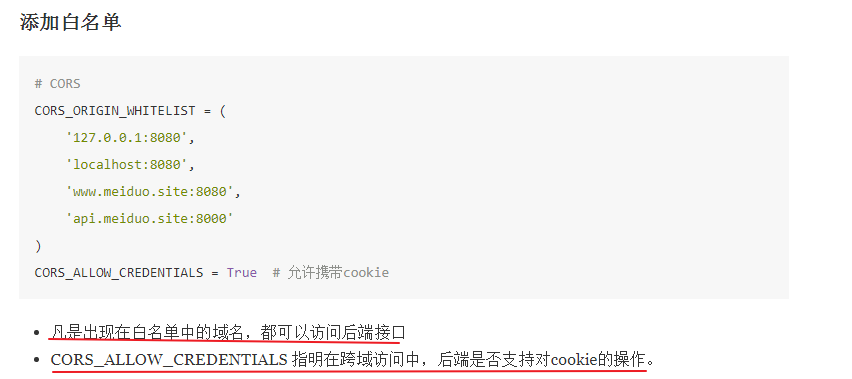 添加白名单
# CORS
CORS_ORIGIN_WHITELIST = (
    '127.0.0.1:8080',
    'localhost:8080',
    'www.meiduo.site:8080',
    'api.meiduo.site:8000'
)
CORS_ALLOW_CREDENTIALS = True  # 允许携带cookie
• 凡是出现在白名单中的域名，都可以访问后端接口
• CORS_ALLOW_CREDENTIALS 指明在跨域访问中，后端是否支持对cookie的操作。